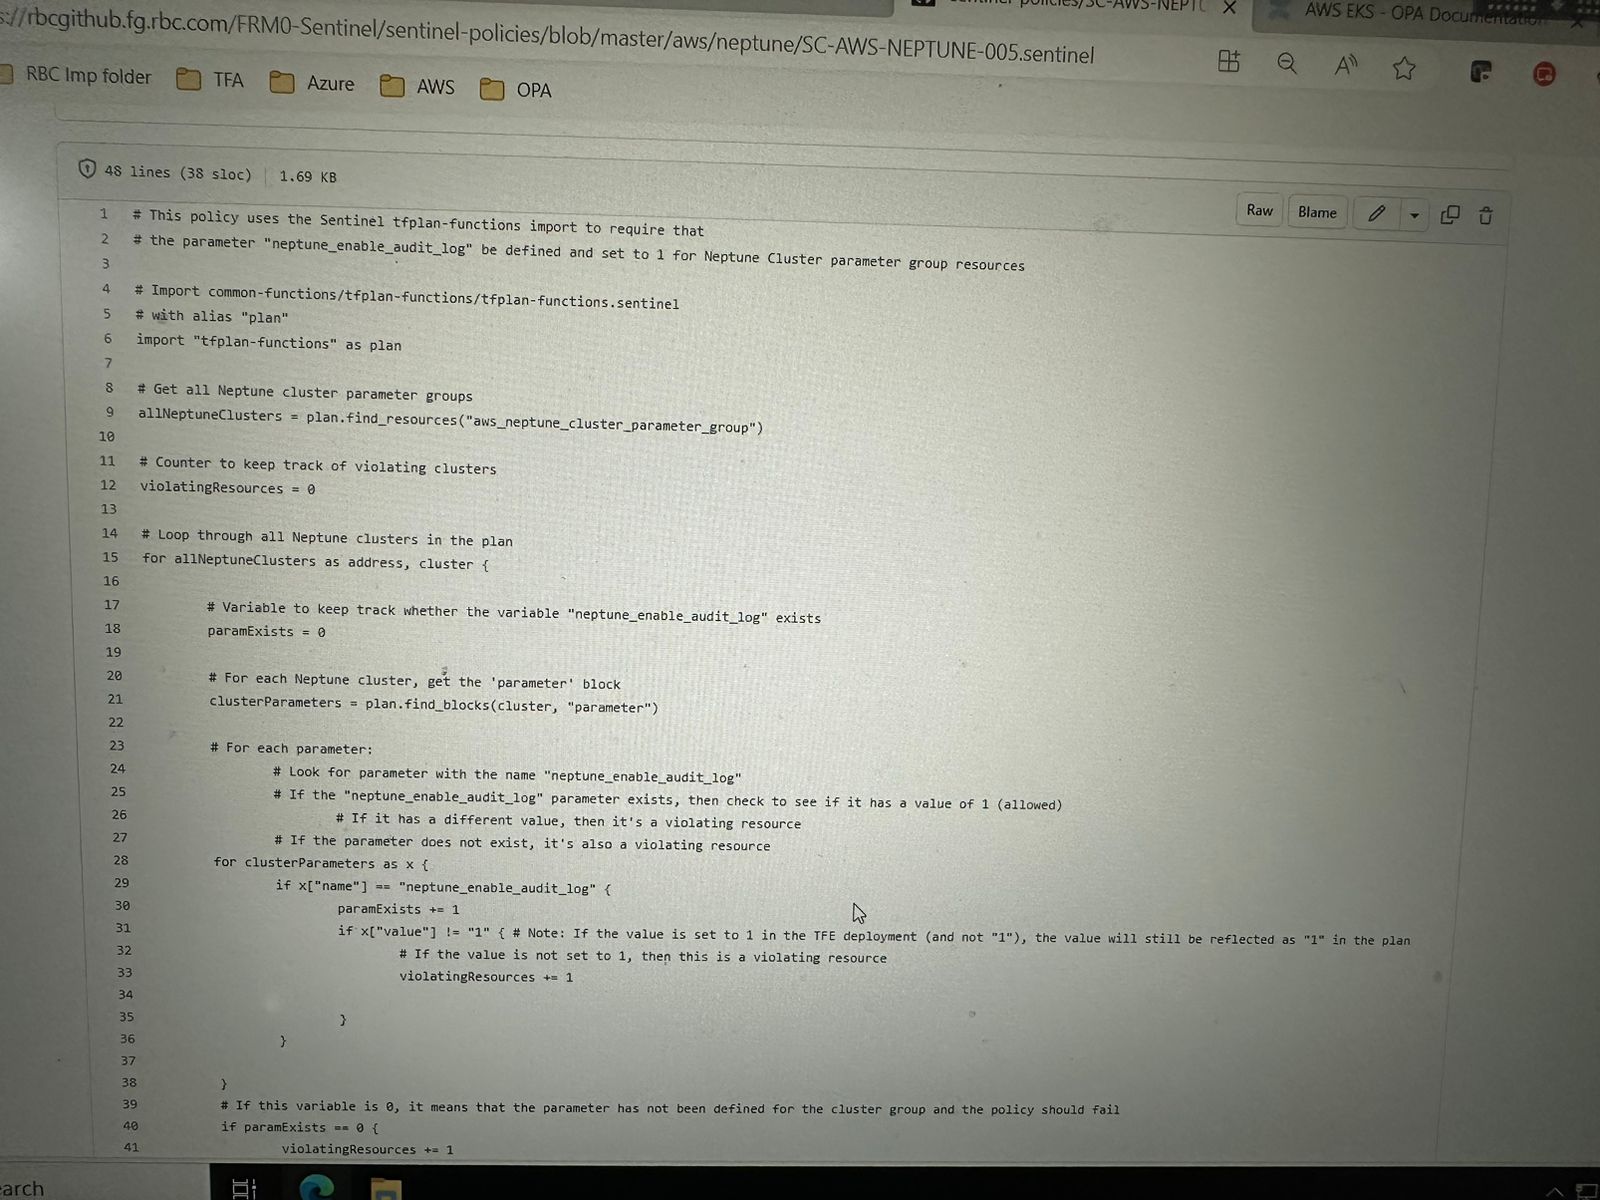 s://rbcgithub.fg.rbc.com/FRM0-Sentinel/sentinel-policies/blob/master/aws/neptune/SC-AWS-NEPTUNE-005.sentinel
AWS EKS - OPA Documentation
RBC Imp folder
TFA
Azure
AWS
OPA
48 lines (38 sloc)
1.69 KB
Raw
Blame
1 # This policy uses the Sentinel tfplan-functions import to require that
2 # the parameter "neptune_enable_audit_log" be defined and set to 1 for Neptune Cluster parameter group resources
3
4 # Import common-functions/tfplan-functions/tfplan-functions.sentinel
5 # with alias "plan"
6 import "tfplan-functions" as plan
7
8 # Get all Neptune cluster parameter groups
9 allNeptuneClusters = plan.find_resources("aws_neptune_cluster_parameter_group")
10
11 # Counter to keep track of violating clusters
12 violatingResources = 0
13
14 # Loop through all Neptune clusters in the plan
15 for allNeptuneClusters as address, cluster {
16
17 # Variable to keep track whether the variable "neptune_enable_audit_log" exists
18 paramExists = 0
19
20 # For each Neptune cluster, get the 'parameter' block
21 clusterParameters = plan.find_blocks(cluster, "parameter")
22
23 # For each parameter:
24 # Look for parameter with the name "neptune_enable_audit_log"
25 # If the "neptune_enable_audit_log" parameter exists, then check to see if it has a value of 1 (allowed)
26 # If it has a different value, then it's a violating resource
27 # If the parameter does not exist, it's also a violating resource
28 for clusterParameters as x {
29 if x["name"] == "neptune_enable_audit_log" {
30 paramExists += 1
31 if x["value"] != "1" { # Note: If the value is set to 1 in the TFE deployment (and not "1"), the value will still be reflected as "1" in the plan
32 # If the value is not set to 1, then this is a violating resource
33 violatingResources += 1
34
35 }
36 }
37
38 }
39 # If this variable is 0, it means that the parameter has not been defined for the cluster group and the policy should fail
40 if paramExists == 0 {
41 violatingResources += 1
earch